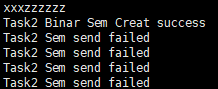 xxxzzzzzz
Task2 Binar Sem Creat success
Task2 Sem send failed
Task2 Sem send failed
Task2 Sem send failed
Task2 Sem send failed